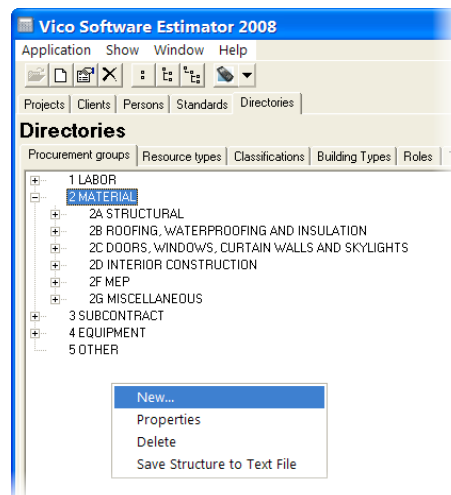 Vico Software Estimator 2008
Application Show Window Help
Projects Clients Persons Standards Directories
Directories
Procurement groups Resource types Classifications Building Types Roles
1 LABOR
2 MATERIAL
2A STRUCTURAL
2B ROOFING, WATERPROOFING AND INSULATION
2C DOORS, WINDOWS, CURTAIN WALLS AND SKYLIGHTS
2D INTERIOR CONSTRUCTION
2F MEP
2G MISCELLANEOUS
3 SUBCONTRACT
4 EQUIPMENT
5 OTHER
New...
Properties
Delete
Save Structure to Text File